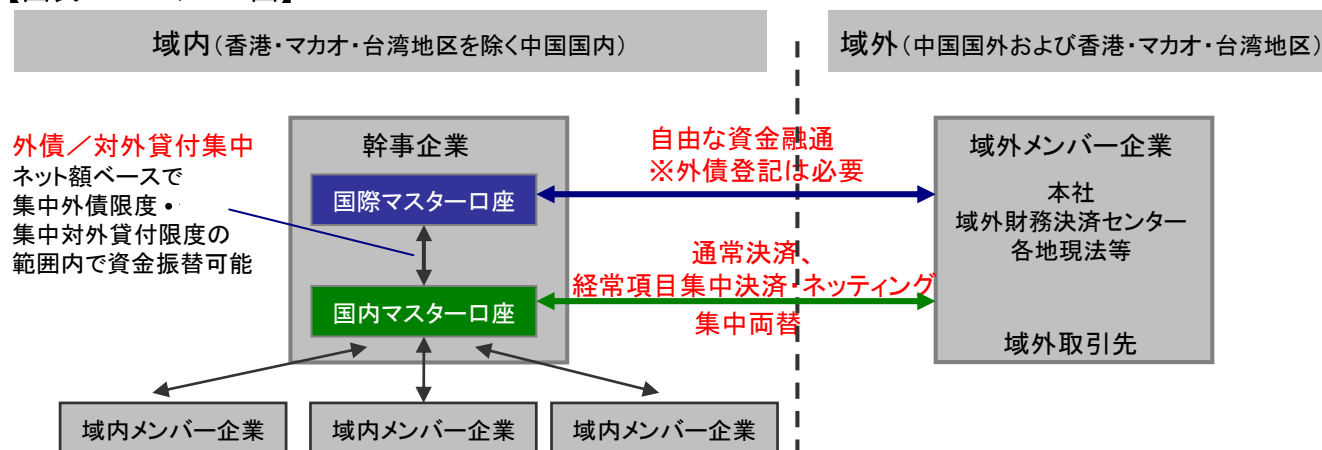 域内(香港・マカオ・台湾地区を除く中国国内)
域外(中国国外および香港・マカオ・台湾地区)
外債／対外貸付集中
ネット額ベースで
集中外債限度・
集中対外貸付限度の
範囲内で資金振替可能
幹事企業
国際マスター口座
国内マスター口座
自由な資金融通
※外債登記は必要
通常決済、
経常項目集中決済・ネッティング
集中両替
域外メンバー企業
本社
域外財務決済センター
各地現法等
域外取引先
域内メンバー企業
域内メンバー企業
域内メンバー企業